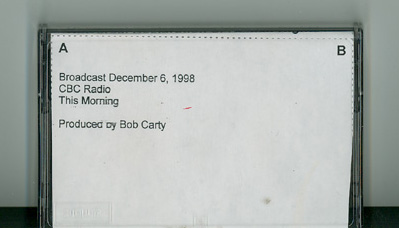 A B
Broadcast December 6, 1998
CBC Radio
This Morning
Produced by Bob Carty